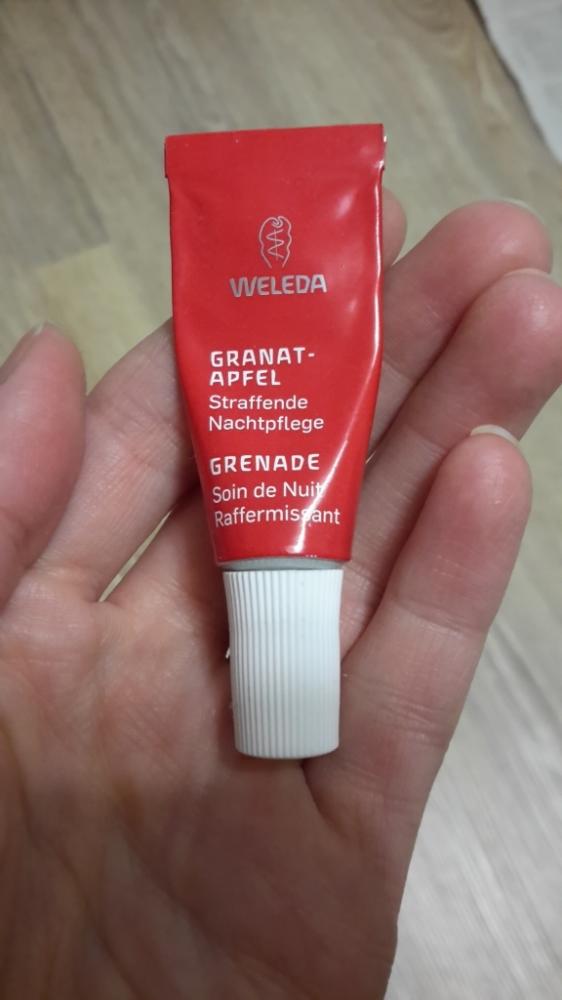 WELEDA
GRANAT-
APFEL
Straffende
Nachtpflege
GRENADE
Soin de Nuit
Raffermissant